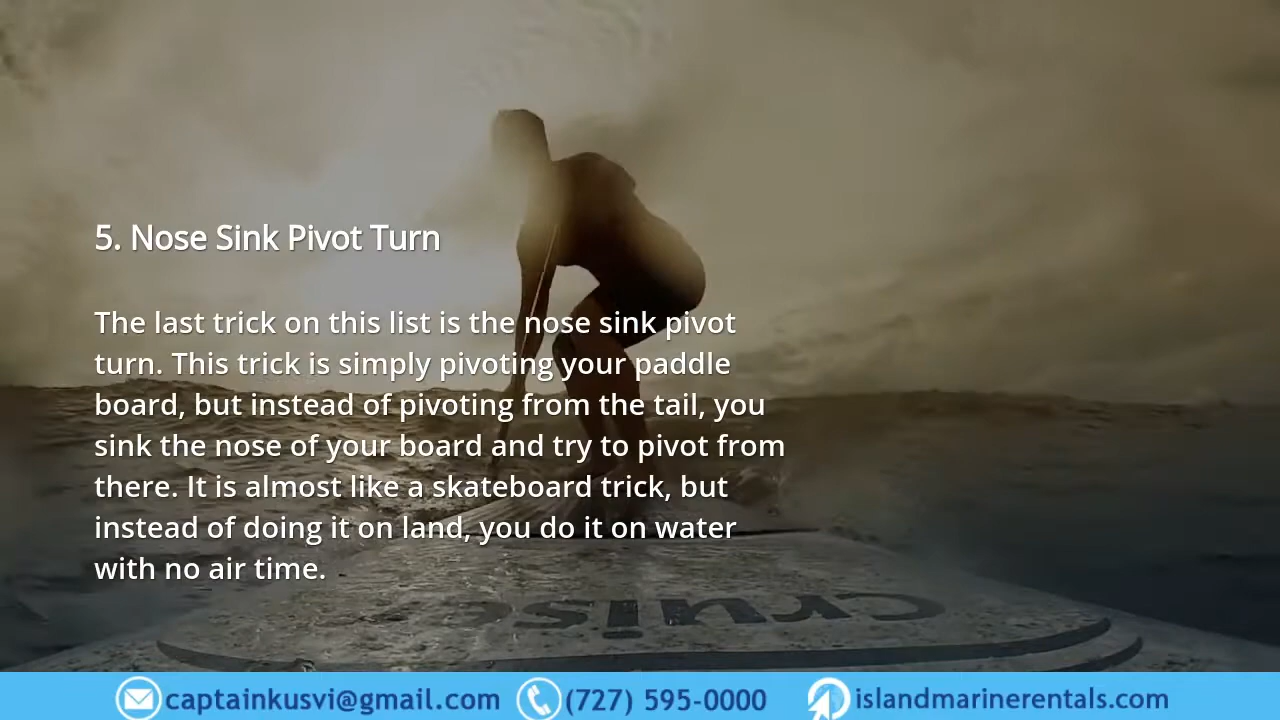 5. Nose Sink Pivot Turn
The last trick on this list is the nose sink pivot
turn. This trick is simply pivoting your paddle
board, but instead of pivoting from the tail, you
sink the nose of your board and try to pivot from
there. It is almost like a skateboard trick, but
instead of doing it on land, you do it on water
with no air time.
Cruise
captainkusvi@gmail.com (727) 595-0000 islandmarinerentals.com